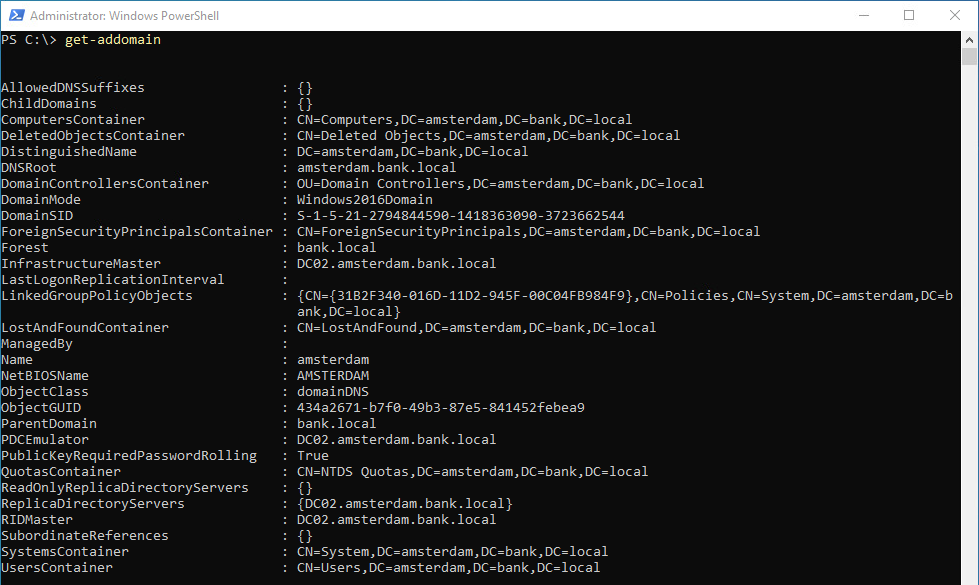 Administrator: Windows PowerShell
PS C:\> get-addomain
AllowedDNSSuffixes : {}
ChildDomains : {}
ComputersContainer : CN=Computers,DC=amsterdam,DC=bank,DC=local
DeletedObjectsContainer : CN=Deleted Objects,DC=amsterdam,DC=bank,DC=local
DistinguishedName : DC=amsterdam,DC=bank,DC=local
DNSRoot : amsterdam.bank.local
DomainControllersContainer : OU=Domain Controllers,DC=amsterdam,DC=bank,DC=local
DomainMode : Windows2016Domain
DomainSID : S-1-5-21-2794844590-1418363090-3723662544
ForeignSecurityPrincipalsContainer : CN=ForeignSecurityPrincipals,DC=amsterdam,DC=bank,DC=local
Forest : bank.local
InfrastructureMaster : DC02.amsterdam.bank.local
LastLogonReplicationInterval :
LinkedGroupPolicyObjects : {CN={31B2F340-016D-11D2-945F-00C04FB984F9},CN=Policies,CN=System,DC=amsterdam,DC=b
ank,DC=local}
LostAndFoundContainer : CN=LostAndFound,DC=amsterdam,DC=bank,DC=local
ManagedBy :
Name : amsterdam
NetBIOSName : AMSTERDAM
ObjectClass : domainDNS
ObjectGUID : 434a2671-b7f0-49b3-87e5-841452febea9
ParentDomain : bank.local
PDCEmulator : DC02.amsterdam.bank.local
PublicKeyRequiredPasswordRolling : True
QuotasContainer : CN=NTDS Quotas,DC=amsterdam,DC=bank,DC=local
ReadOnlyReplicaDirectoryServers : {}
ReplicaDirectoryServers : {DC02.amsterdam.bank.local}
RIDMaster : DC02.amsterdam.bank.local
SubordinateReferences : {}
SystemsContainer : CN=System,DC=amsterdam,DC=bank,DC=local
UsersContainer : CN=Users,DC=amsterdam,DC=bank,DC=local